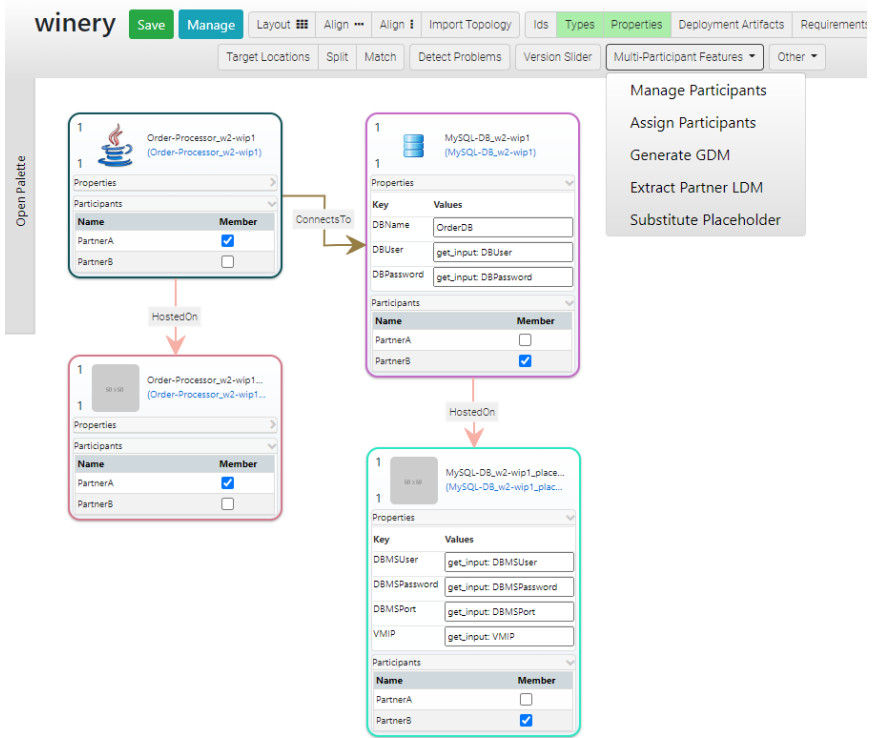 winery Save Manage Layout Align Align Import Topology Ids Types Properties Deployment Artifacts Requirements
Target Locations Split Match Detect Problems Version Slider Multi-Participant Features Other
Manage Participants
Assign Participants
Generate GDM
Extract Partner LDM
Substitute Placeholder
Open Palette
1
Order-Processor_w2-wip1
(Order-Processor_w2-wip1)
1
Properties
Participants
Name Member
PartnerA
PartnerB
ConnectsTo
HostedOn
1
Order-Processor_w2-wip1...
(Order-Processor_w2-wip1...
1
Properties
Participants
Name Member
PartnerA
PartnerB
1
MySQL-DB_w2-wip1
(MySQL-DB_w2-wip1)
1
Properties
Key Values
DBName OrderDB
DBUser get_input: DBUser
DBPassword get_input: DBPassword
Participants
Name Member
PartnerA
PartnerB
HostedOn
1
MySQL-DB_w2-wip1_place...
(MySQL-DB_w2-wip1_plac...
1
Properties
Key Values
DBMSUser get_input: DBMSUser
DBMSPassword get_input: DBMSPassword
DBMSPort get_input: DBMSPort
VMIP get_input: VMIP
Participants
Name Member
PartnerA
PartnerB